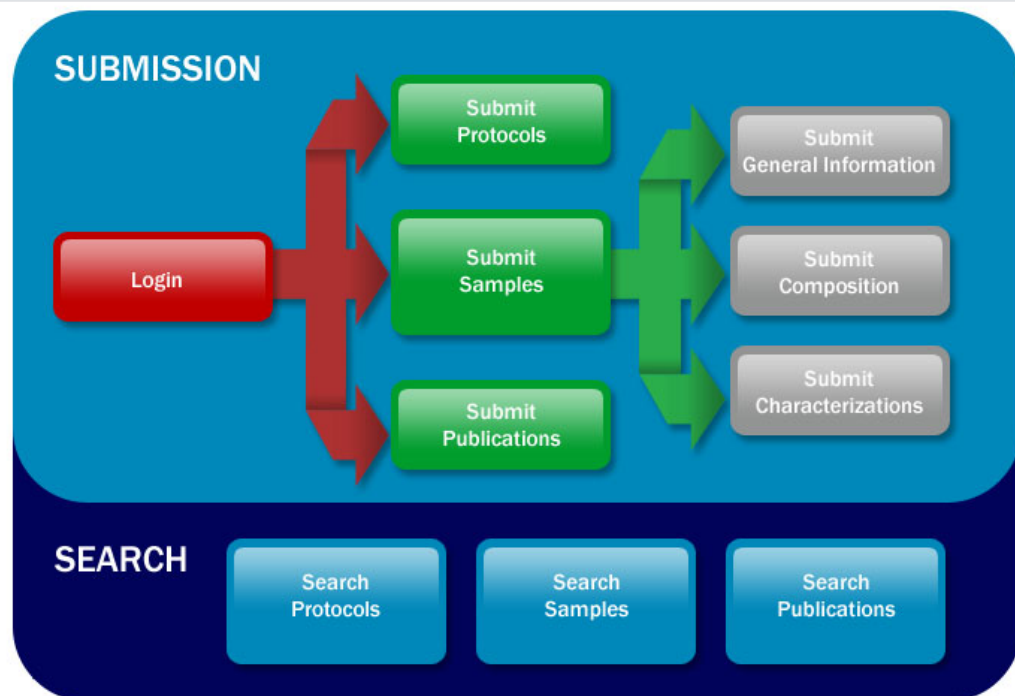 SUBMISSION
Login
Submit
Protocols
Submit
Samples
Submit
Publications
Submit
General Information
Submit
Composition
Submit
Characterizations
SEARCH
Search
Protocols
Search
Samples
Search
Publications